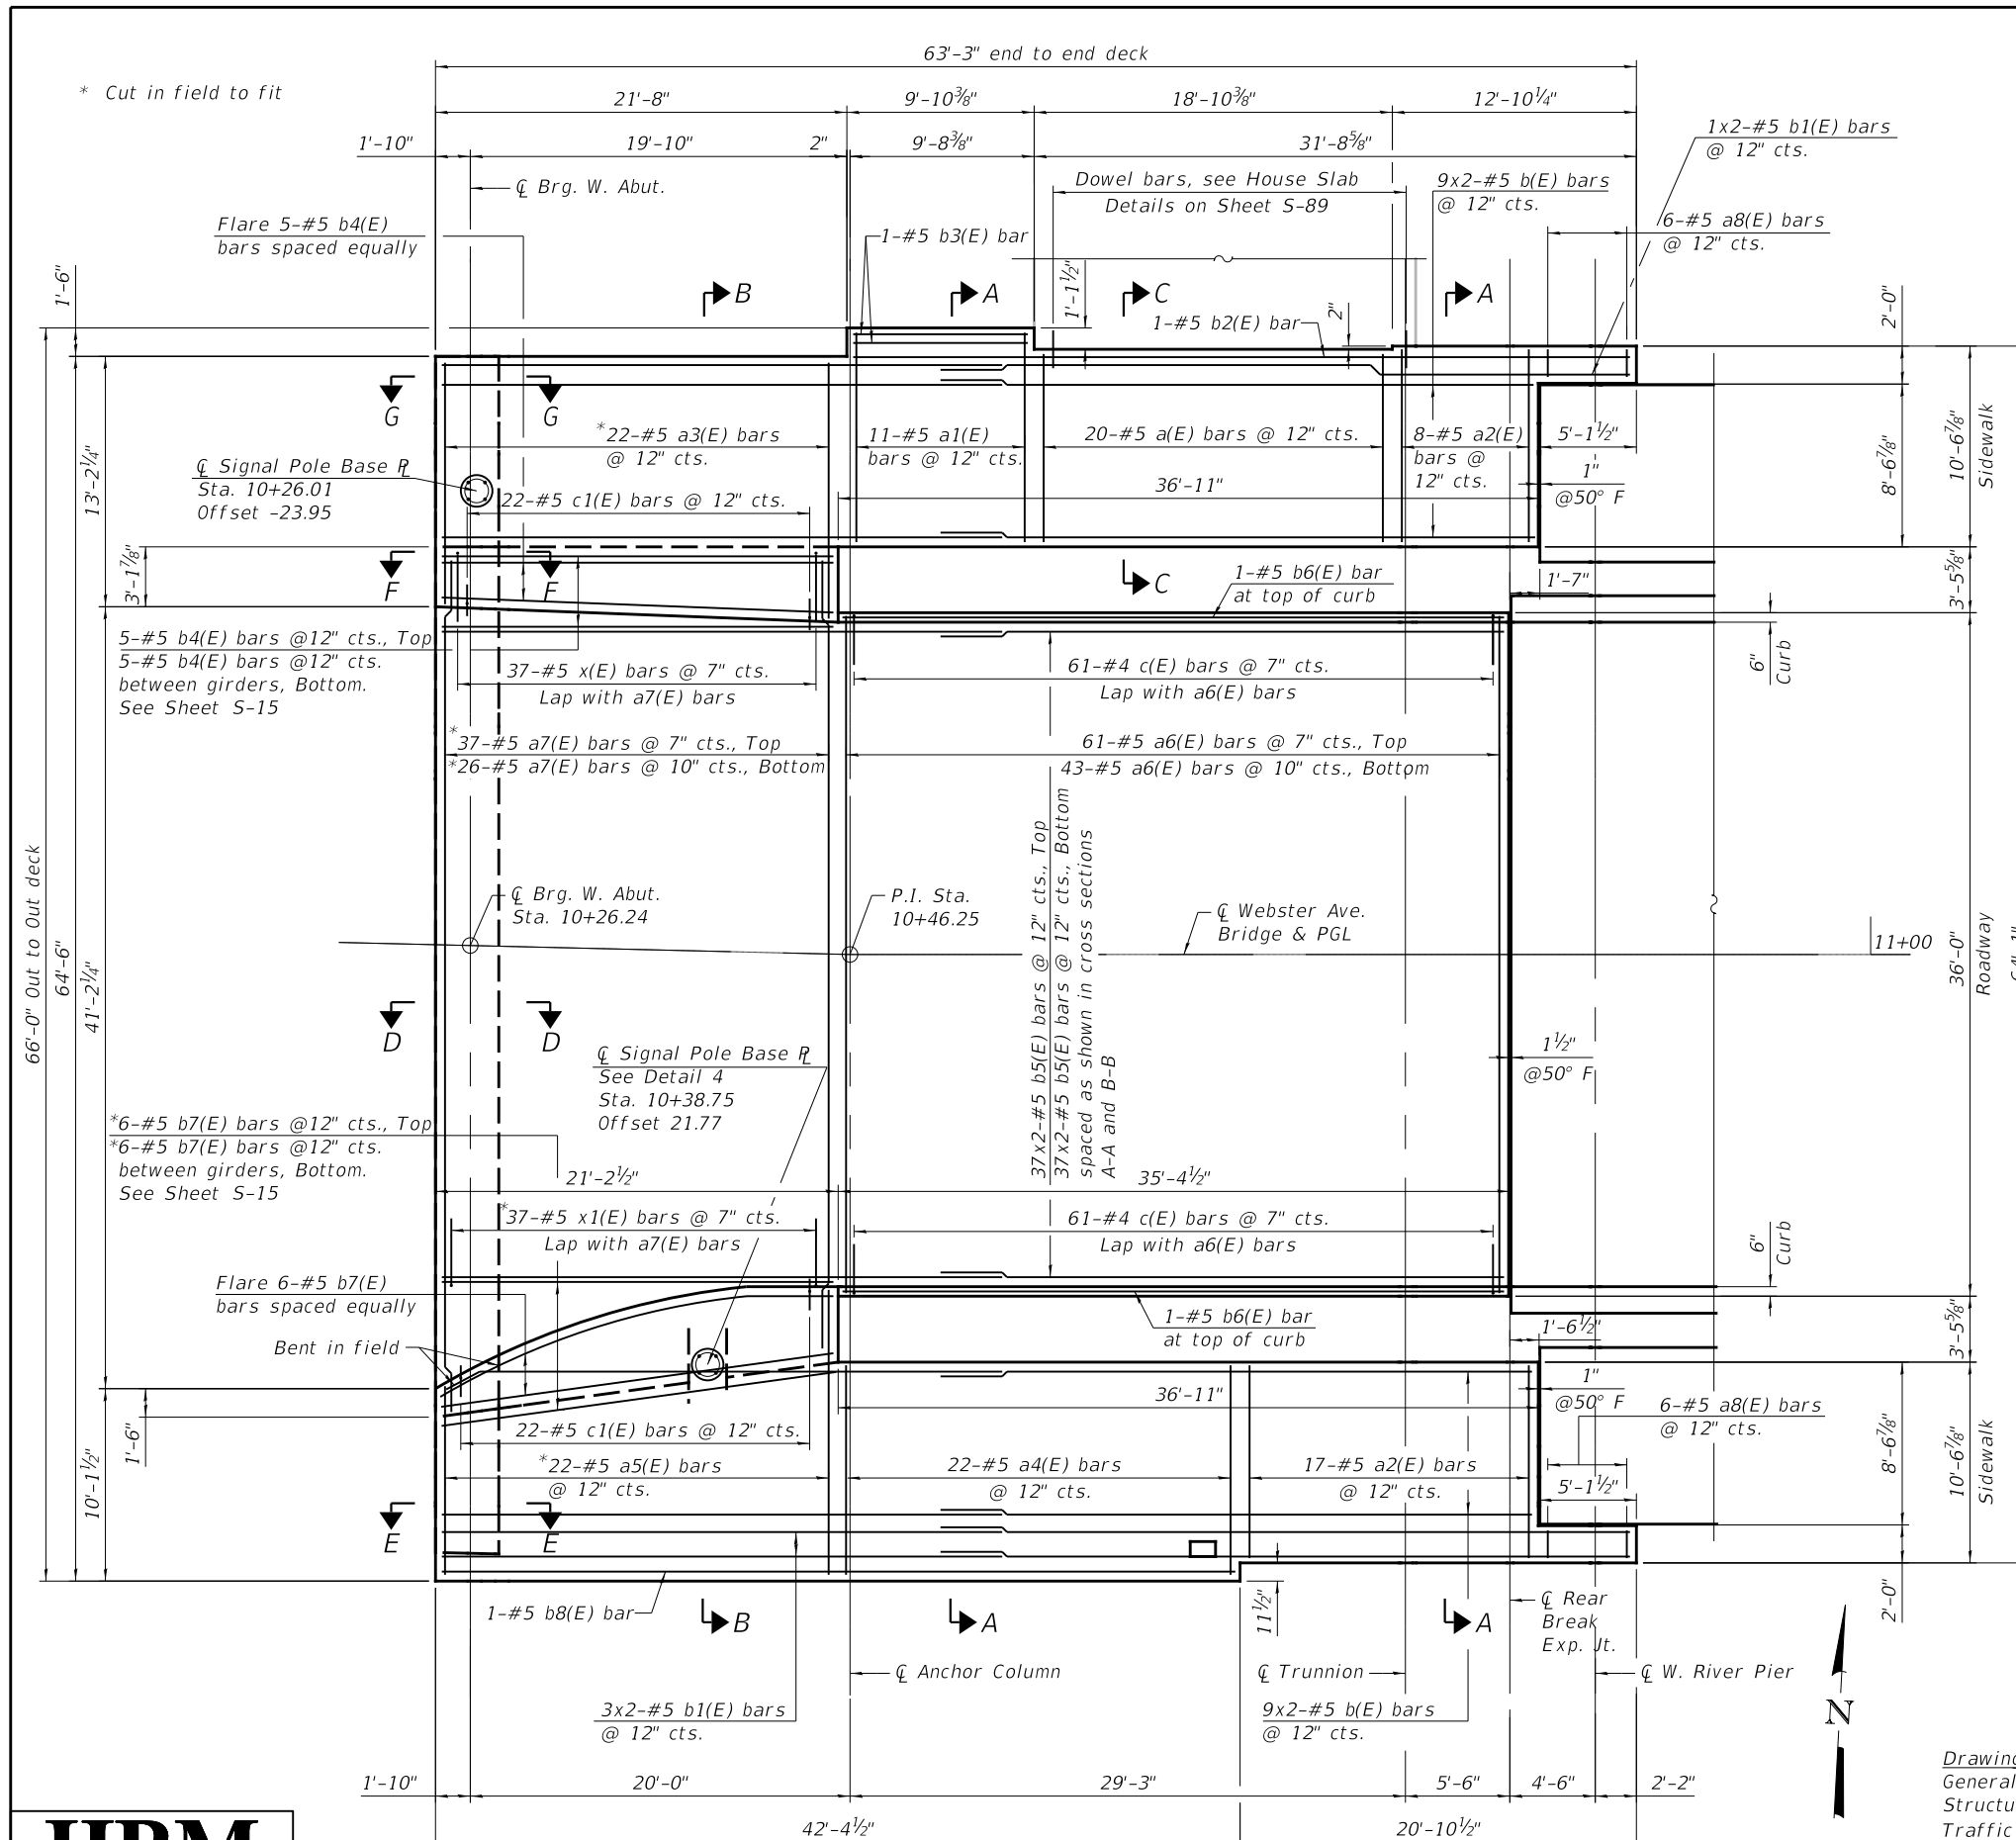 63'-3" end to end deck
* Cut in field to fit
21'-8"
9'-10⅜"
18'-10⅜"
12'-10¼"
1'-10"
19'-10"
2"
9'-8⅜"
31'-8⅝"
1x2-#5 b1(E) bars
@ 12" cts.
℄ Brg. W. Abut.
Dowel bars, see House Slab
Details on Sheet S-89
9x2-#5 b(E) bars
@ 12" cts.
Flare 5-#5 b4(E)
bars spaced equally
1-#5 b3(E) bar
6-#5 a8(E) bars
@ 12" cts.
1'-6"
B
A
C
A
1'-1½"
2"
1-#5 b2(E) bar
2'-0"
G
G
*22-#5 a3(E) bars
@ 12" cts.
11-#5 a1(E)
bars @ 12" cts.
20-#5 a(E) bars @ 12" cts.
8-#5 a2(E)
bars @
12" cts.
5'-1½"
1"
@50° F
8'-6⅞"
10'-6⅞"
Sidewalk
13'-2¼"
℄ Signal Pole Base ℄
Sta. 10+26.01
Offset -23.95
22-#5 c1(E) bars @ 12" cts.
36'-11"
3'-1⅞"
F
F
C
1-#5 b6(E) bar
at top of curb
1'-7"
3'-5⅝"
5-#5 b4(E) bars @12" cts., Top
5-#5 b4(E) bars @12" cts.
between girders, Bottom.
See Sheet S-15
37-#5 x(E) bars @ 7" cts.
Lap with a7(E) bars
61-#4 c(E) bars @ 7" cts.
Lap with a6(E) bars
6"
Curb
*37-#5 a7(E) bars @ 7" cts., Top
*26-#5 a7(E) bars @ 10" cts., Bottom
61-#5 a6(E) bars @ 7" cts., Top
43-#5 a6(E) bars @ 10" cts., Bottom
37x2-#5 b5(E) bars @ 12" cts., Top
37x2-#5 b5(E) bars @ 12" cts., Bottom
spaced as shown in cross sections
A-A and B-B
66'-0" Out to Out deck
64'-6"
41'-2¼"
℄ Brg. W. Abut.
Sta. 10+26.24
P.I. Sta.
10+46.25
℄ Webster Ave.
Bridge & PGL
11+00
36'-0"
Roadway
64'-1"
D
D
℄ Signal Pole Base ℄
See Detail 4
Sta. 10+38.75
Offset 21.77
1½"
@50° F
*6-#5 b7(E) bars @12" cts., Top
*6-#5 b7(E) bars @12" cts.
between girders, Bottom.
See Sheet S-15
21'-2½"
35'-4½"
*37-#5 x1(E) bars @ 7" cts.
Lap with a7(E) bars
61-#4 c(E) bars @ 7" cts.
Lap with a6(E) bars
6"
Curb
Flare 6-#5 b7(E)
bars spaced equally
Bent in field
1-#5 b6(E) bar
at top of curb
1'-6½"
3'-5⅝"
36'-11"
1"
@50° F
6-#5 a8(E) bars
@ 12" cts.
1'-6"
10'-1½"
22-#5 c1(E) bars @ 12" cts.
*22-#5 a5(E) bars
@ 12" cts.
22-#5 a4(E) bars
@ 12" cts.
17-#5 a2(E) bars
@ 12" cts.
5'-1½"
8'-6⅞"
10'-6⅞"
Sidewalk
E
E
1-#5 b8(E) bar
B
A
11½"
A
℄ Rear
Break
Exp. Jt.
2'-0"
℄ Anchor Column
℄ Trunnion
℄ W. River Pier
3x2-#5 b1(E) bars
@ 12" cts.
9x2-#5 b(E) bars
@ 12" cts.
N
1'-10"
20'-0"
29'-3"
5'-6"
4'-6"
2'-2"
42'-4½"
20'-10½"
Drawing
General
Structu
Traffic
HBM